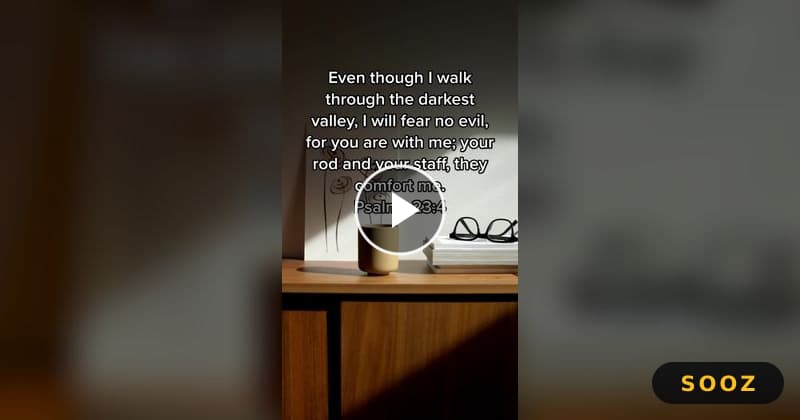 Even though I walk
through the darkest
valley, I will fear no evil,
for you are with me; your
rod and your staff, they
comfort me.
Psalm 23:4
SOOZ